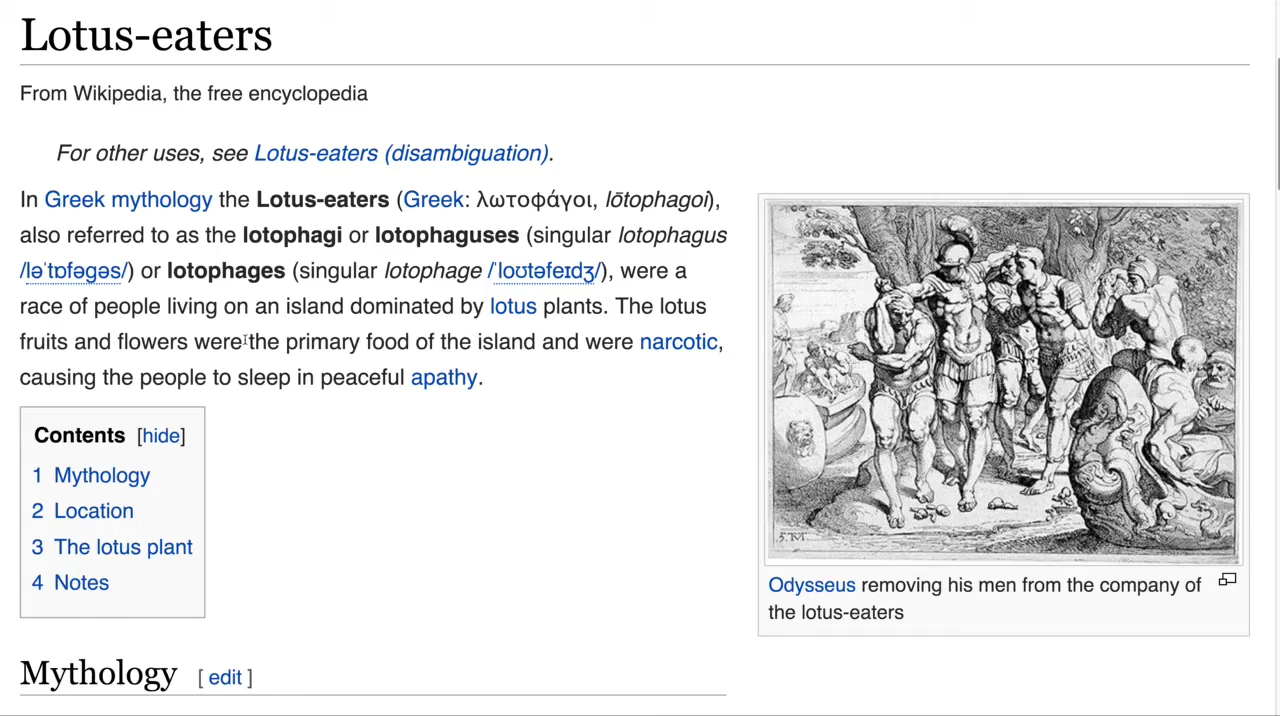 Lotus-eaters
From Wikipedia, the free encyclopedia
For other uses, see Lotus-eaters (disambiguation).
In Greek mythology the Lotus-eaters (Greek: λωτοφάγοι, lōtophagoi),
also referred to as the lotophagi or lotophaguses (singular lotophagus
/ləˈtɒfəɡəs/) or lotophages (singular lotophage /ˈloʊtəfeɪdʒ/), were a
race of people living on an island dominated by lotus plants. The lotus
fruits and flowers were the primary food of the island and were narcotic,
causing the people to sleep in peaceful apathy.
Contents [hide]
1 Mythology
2 Location
3 The lotus plant
4 Notes
Odysseus removing his men from the company of
the lotus-eaters
Mythology [ edit ]